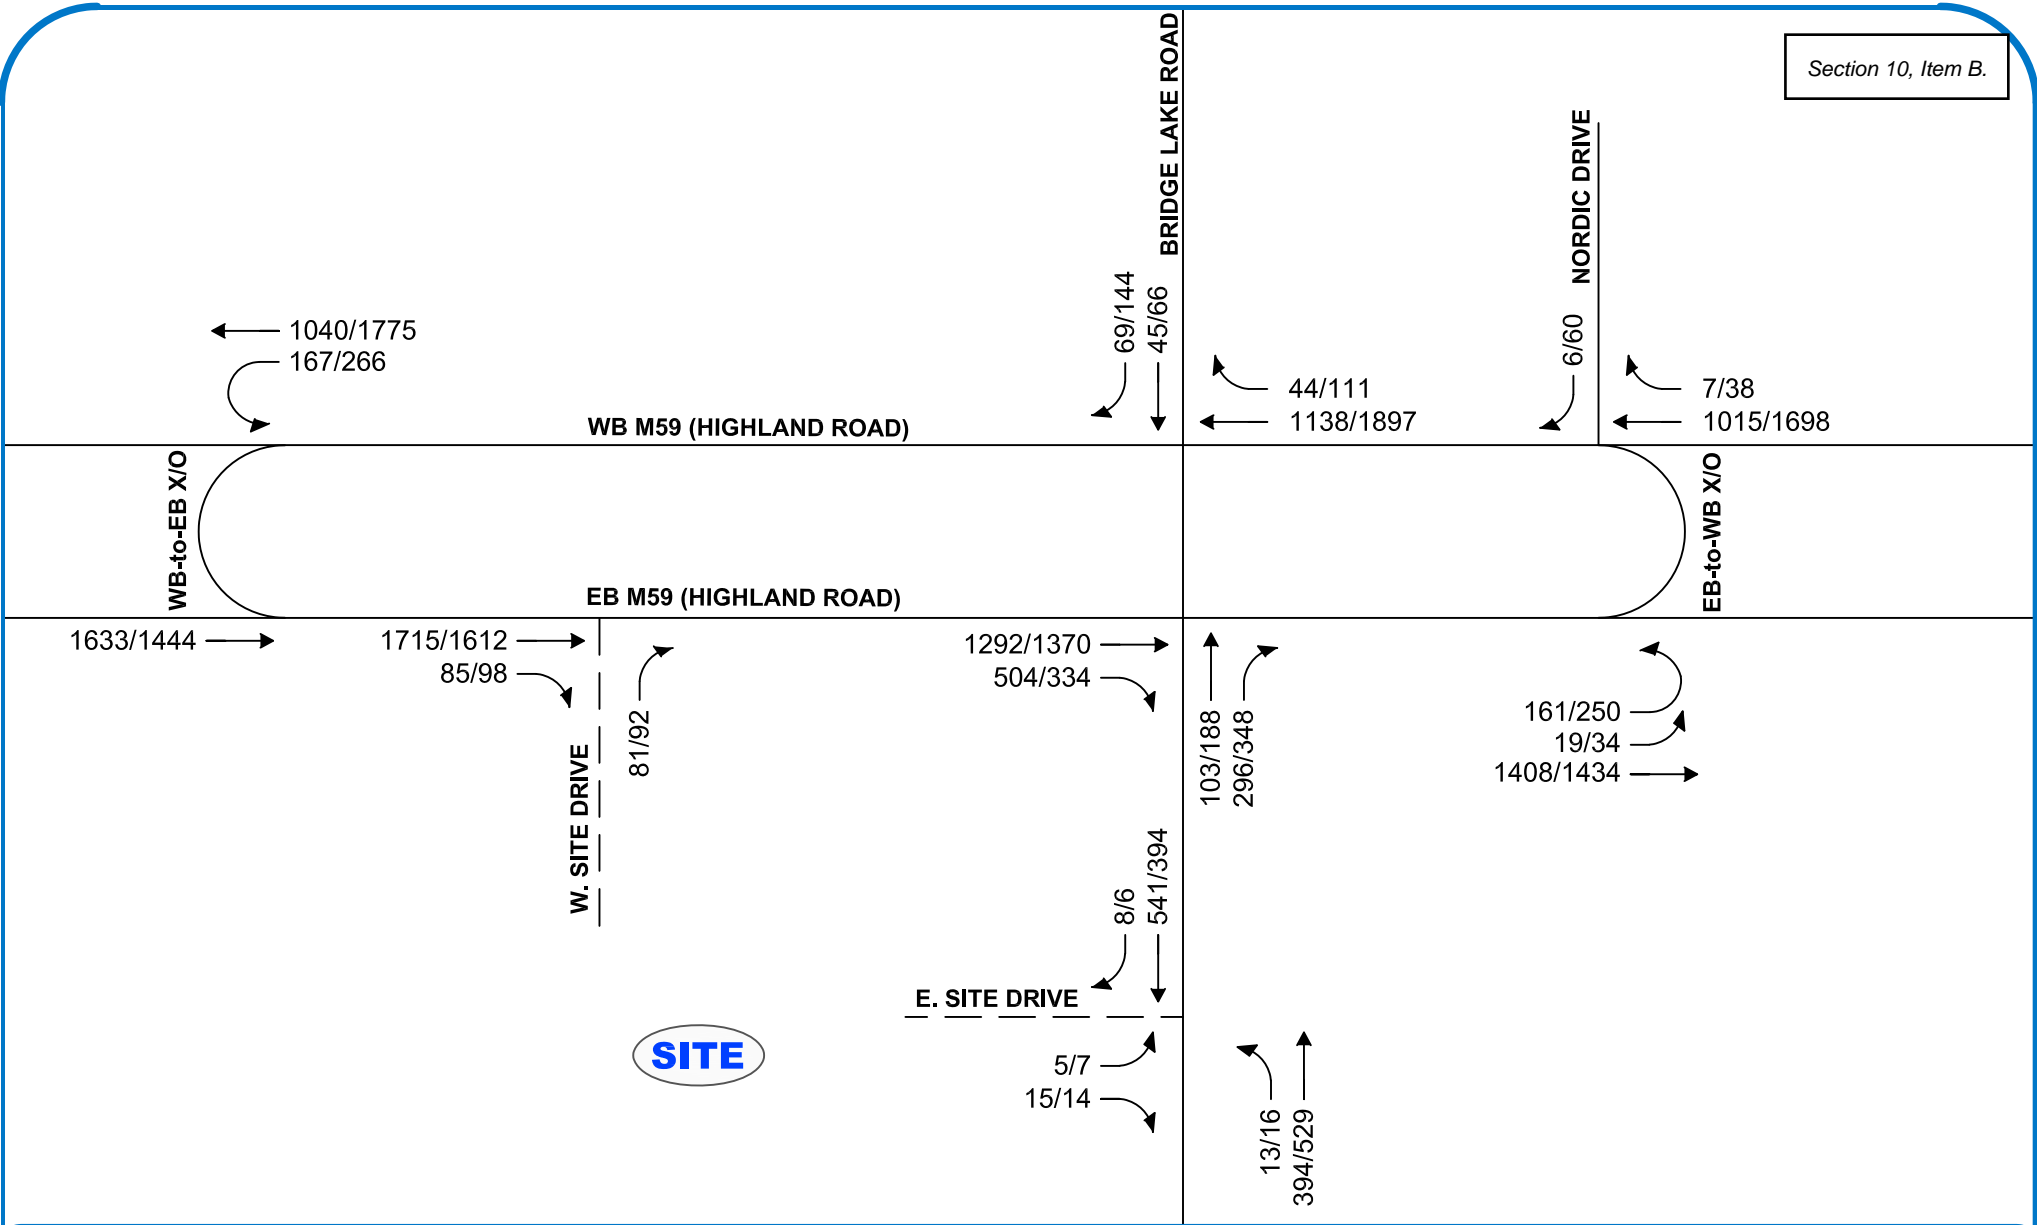 Section 10, Item B.
BRIDGE LAKE ROAD
NORDIC DRIVE
1040/1775
167/266
69/144
45/66
44/111
1138/1897
6/60
7/38
1015/1698
WB M59 (HIGHLAND ROAD)
WB-to-EB X/O
EB-to-WB X/O
EB M59 (HIGHLAND ROAD)
1633/1444
1715/1612
85/98
81/92
W. SITE DRIVE
1292/1370
504/334
103/188
296/348
161/250
19/34
1408/1434
8/6
541/394
E. SITE DRIVE
SITE
5/7
15/14
13/16
394/529